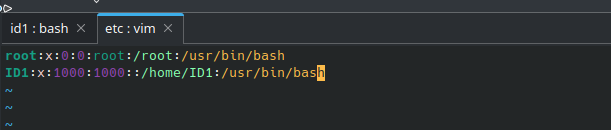 id1 : bash × etc : vim ×
root:x:0:0:root:/root:/usr/bin/bash
ID1:x:1000:1000::/home/ID1:/usr/bin/bash
~
~
~